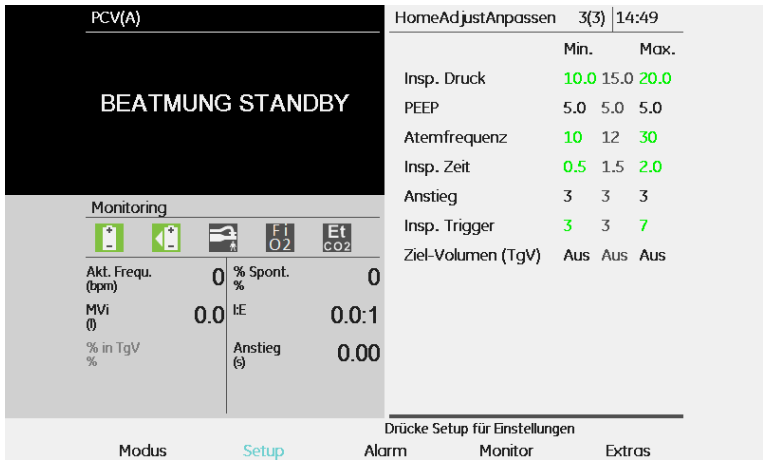 PCV(A)
HomeAdjustAnpassen 3(3) 14:49
BEATMUNG STANDBY
Min. Max.
Insp. Druck 10.0 15.0 20.0
PEEP 5.0 5.0 5.0
Atemfrequenz 10 12 30
Insp. Zeit 0.5 1.5 2.0
Anstieg 3 3 3
Insp. Trigger 3 3 7
Ziel-Volumen (TgV) Aus Aus Aus
Monitoring
Fi
O2
Et
CO2
Akt. Frequ.
(bpm) 0
% Spont.
% 0
MVi
(l) 0.0
I:E 0.0:1
% in TgV
%
Anstieg
(s) 0.00
Drücke Setup für Einstellungen
Modus Setup Alarm Monitor Extras